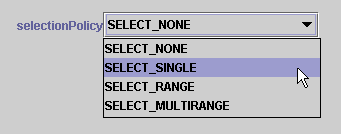 selectionPolicy SELECT_NONE
SELECT_NONE
SELECT_SINGLE
SELECT_RANGE
SELECT_MULTIRANGE